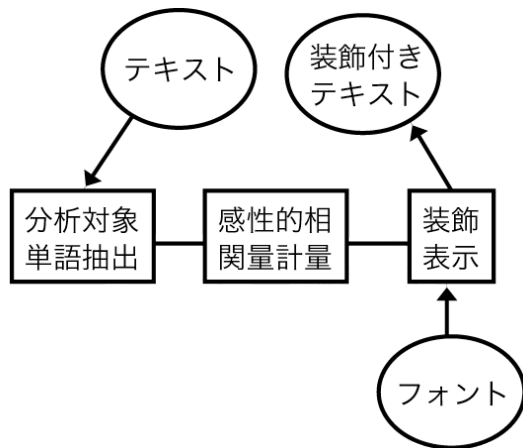 テキスト
装飾付き
テキスト
分析対象
単語抽出
感性的相
関量計量
装飾
表示
フォント